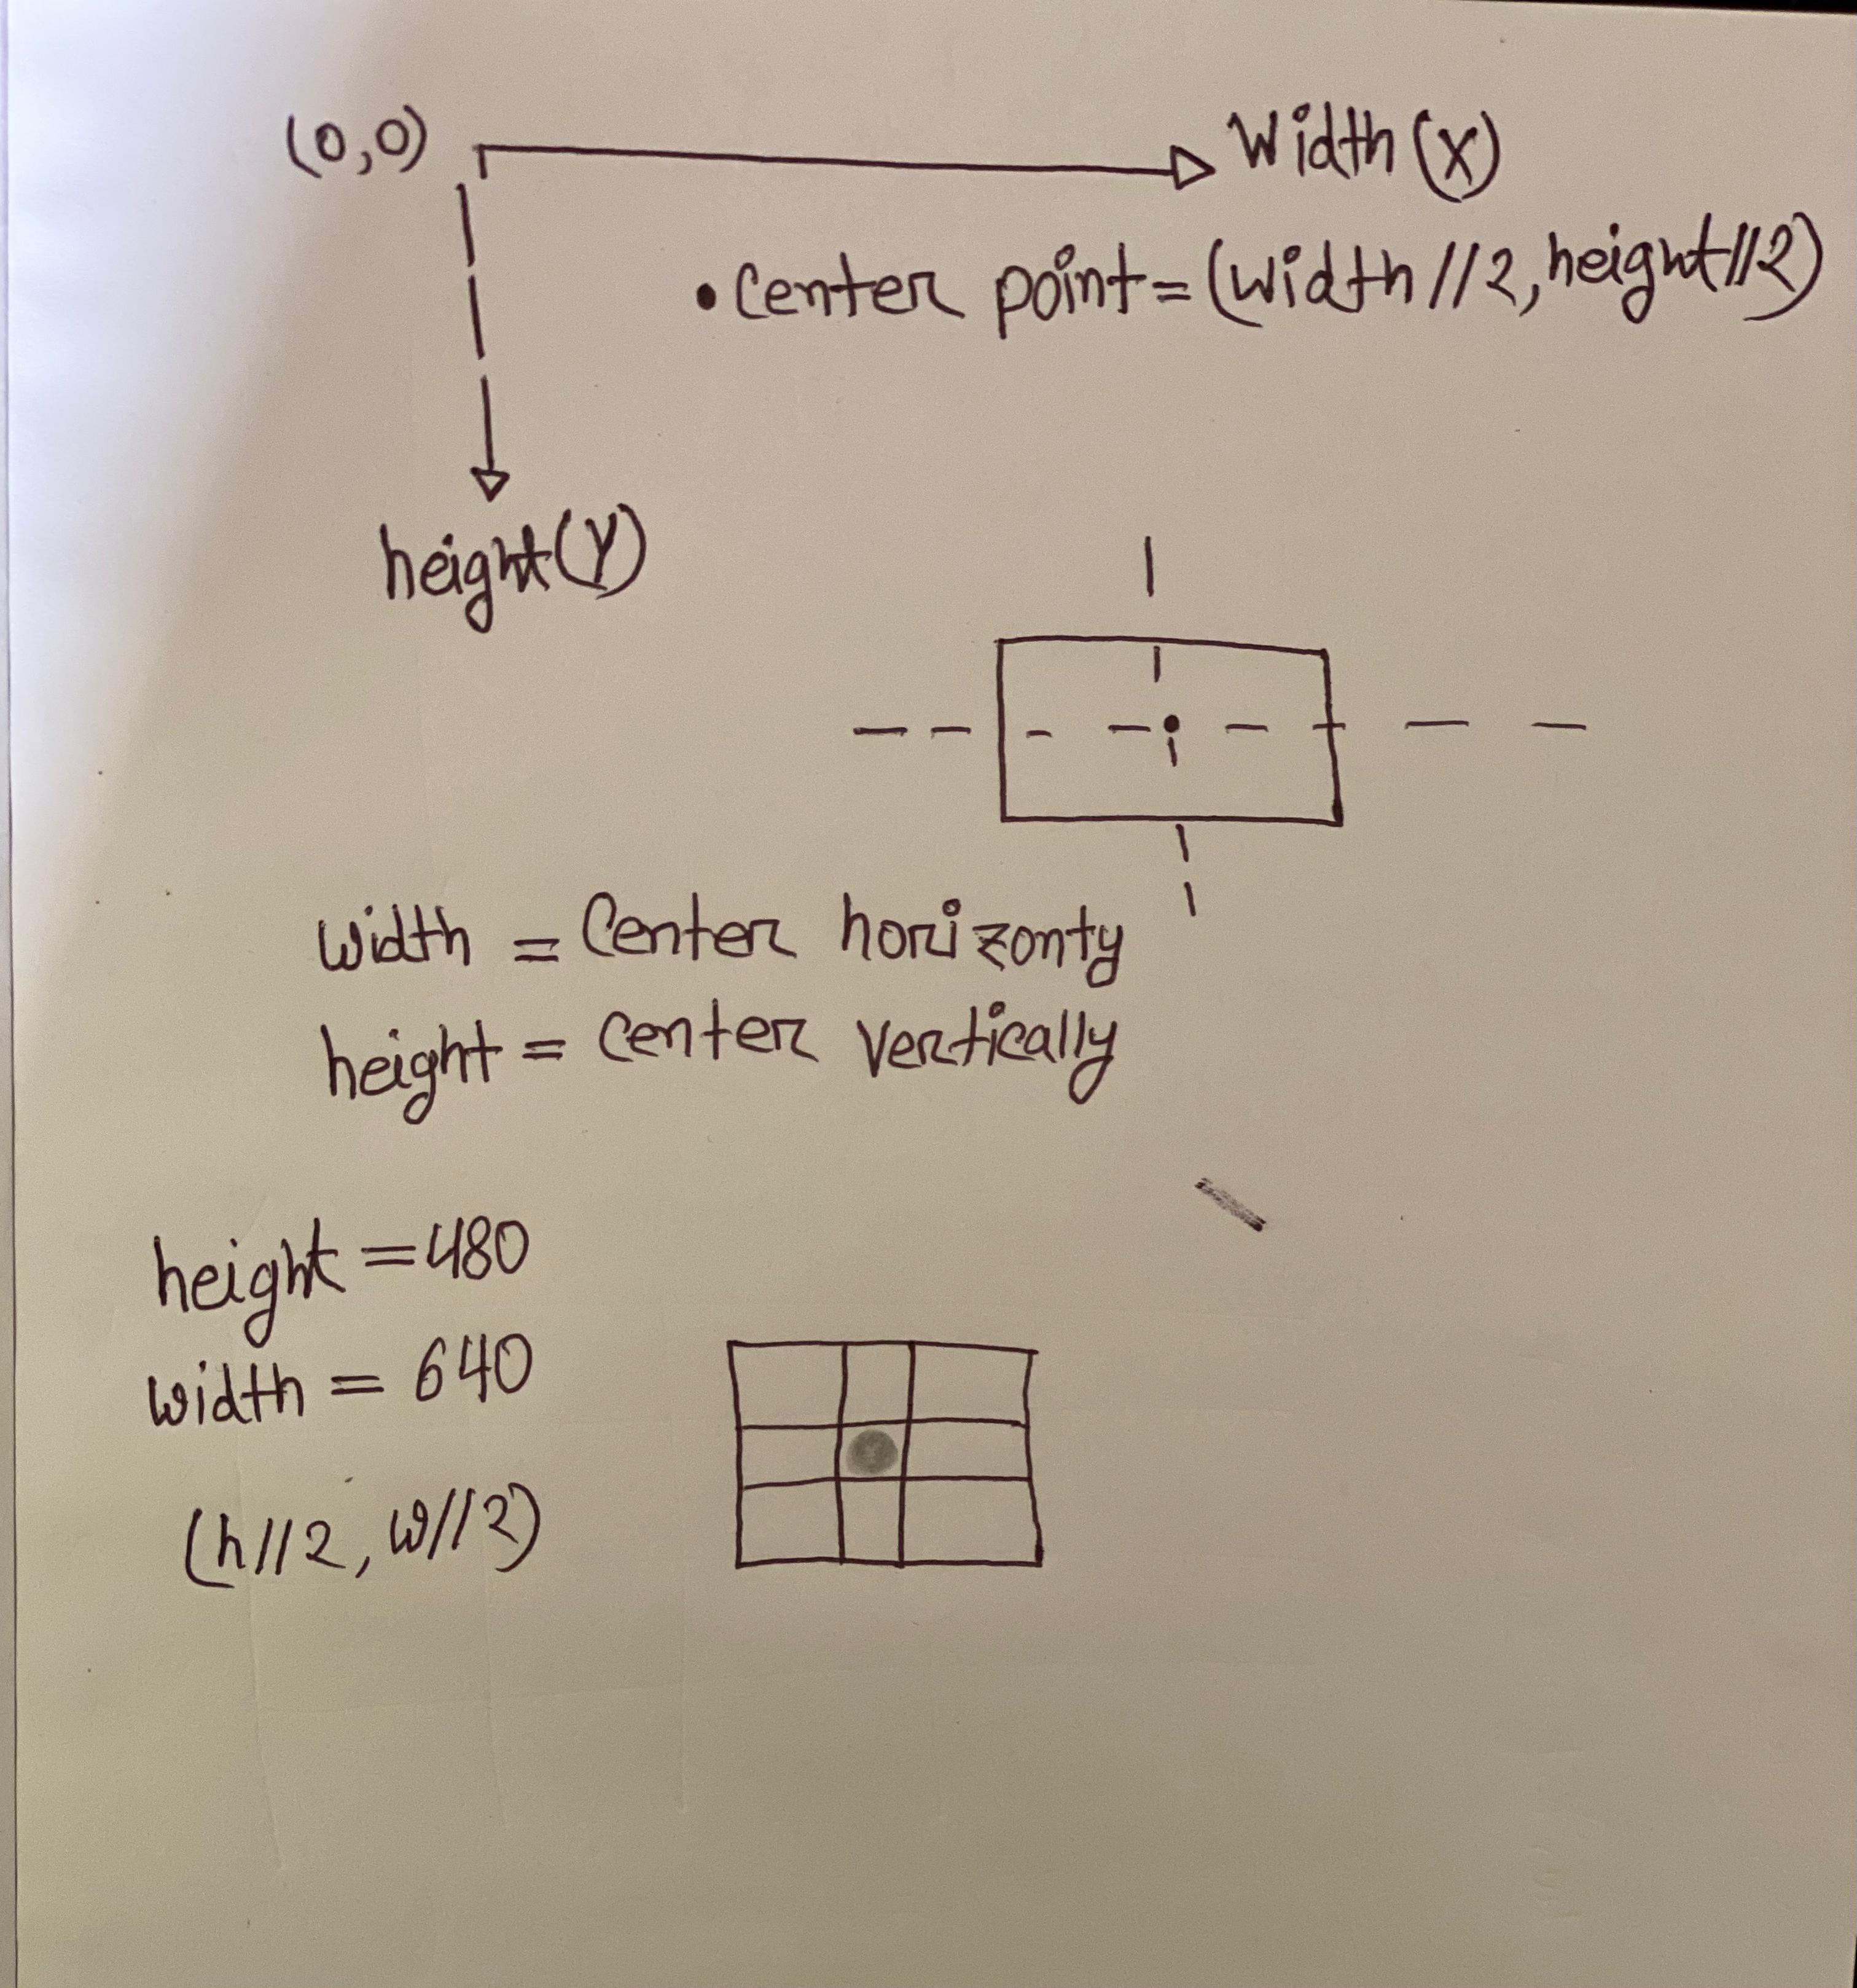 (0,0)
Width (X)
• Center point = (width//2, height//2)
height (Y)
width = Center horizonty
height = Center vertically
height = 480
width = 640
(h//2, w//2)